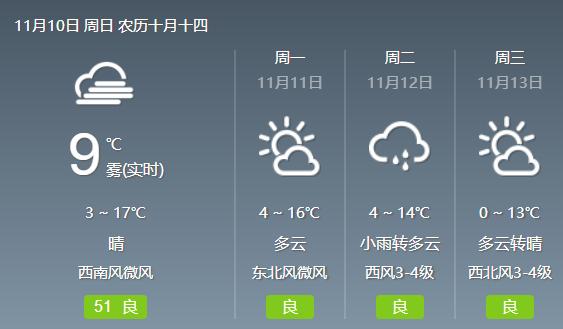 11月10日 周日 农历十月十四
9
℃
雾(实时)
3 ~ 17℃
晴
西南风微风
51 良
周一
11月11日
4 ~ 16℃
多云
东北风微风
良
周二
11月12日
4 ~ 14℃
小雨转多云
西风3-4级
良
周三
11月13日
0 ~ 13℃
多云转晴
西北风3-4级
良